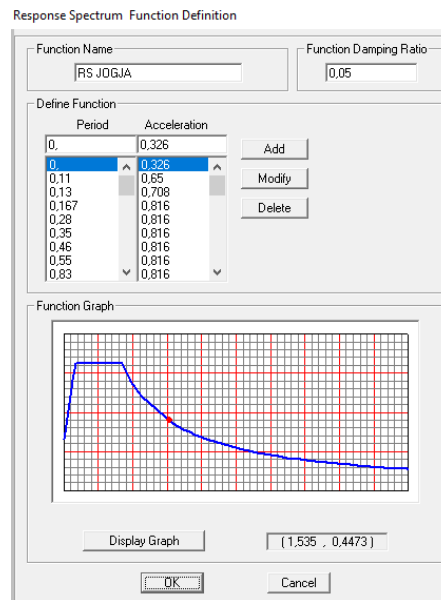 Response Spectrum Function Definition
Function Name
Function Damping Ratio
RS JOGJA
0,05
Define Function
Period Acceleration
0, 0,326
Add
0, 0,326
0,11 0,65
Modify
0,13 0,708
0,167 0,816
Delete
0,28 0,816
0,35 0,816
0,46 0,816
0,55 0,816
0,83 0,816
Function Graph
Display Graph
(1,535 , 0,4473)
OK
Cancel